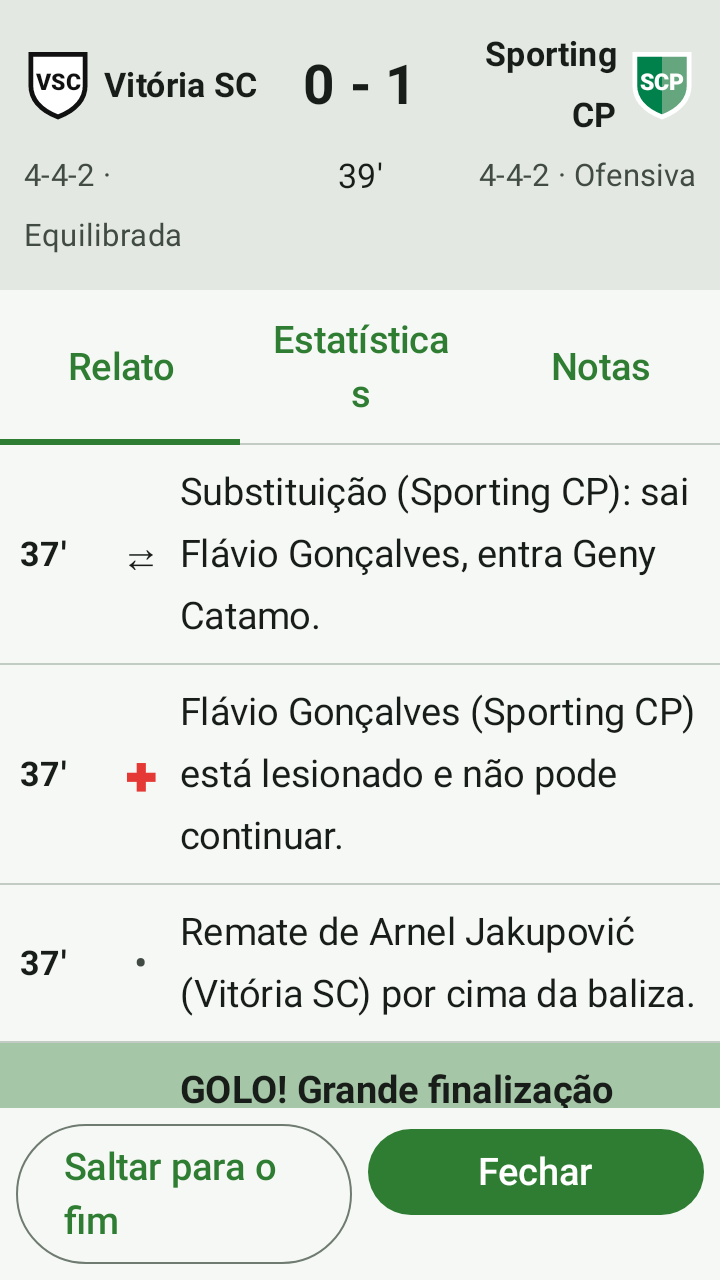 VSC
Vitória SC
0 - 1
Sporting
CP
SCP
4-4-2 ·
Equilibrada
39'
4-4-2 · Ofensiva
Relato
Estatística
s
Notas
37'
⇄
Substituição (Sporting CP): sai
Flávio Gonçalves, entra Geny
Catamo.
37'
Flávio Gonçalves (Sporting CP)
está lesionado e não pode
continuar.
37'
•
Remate de Arnel Jakupović
(Vitória SC) por cima da baliza.
GOLO! Grande finalização
Saltar para o
fim
Fechar